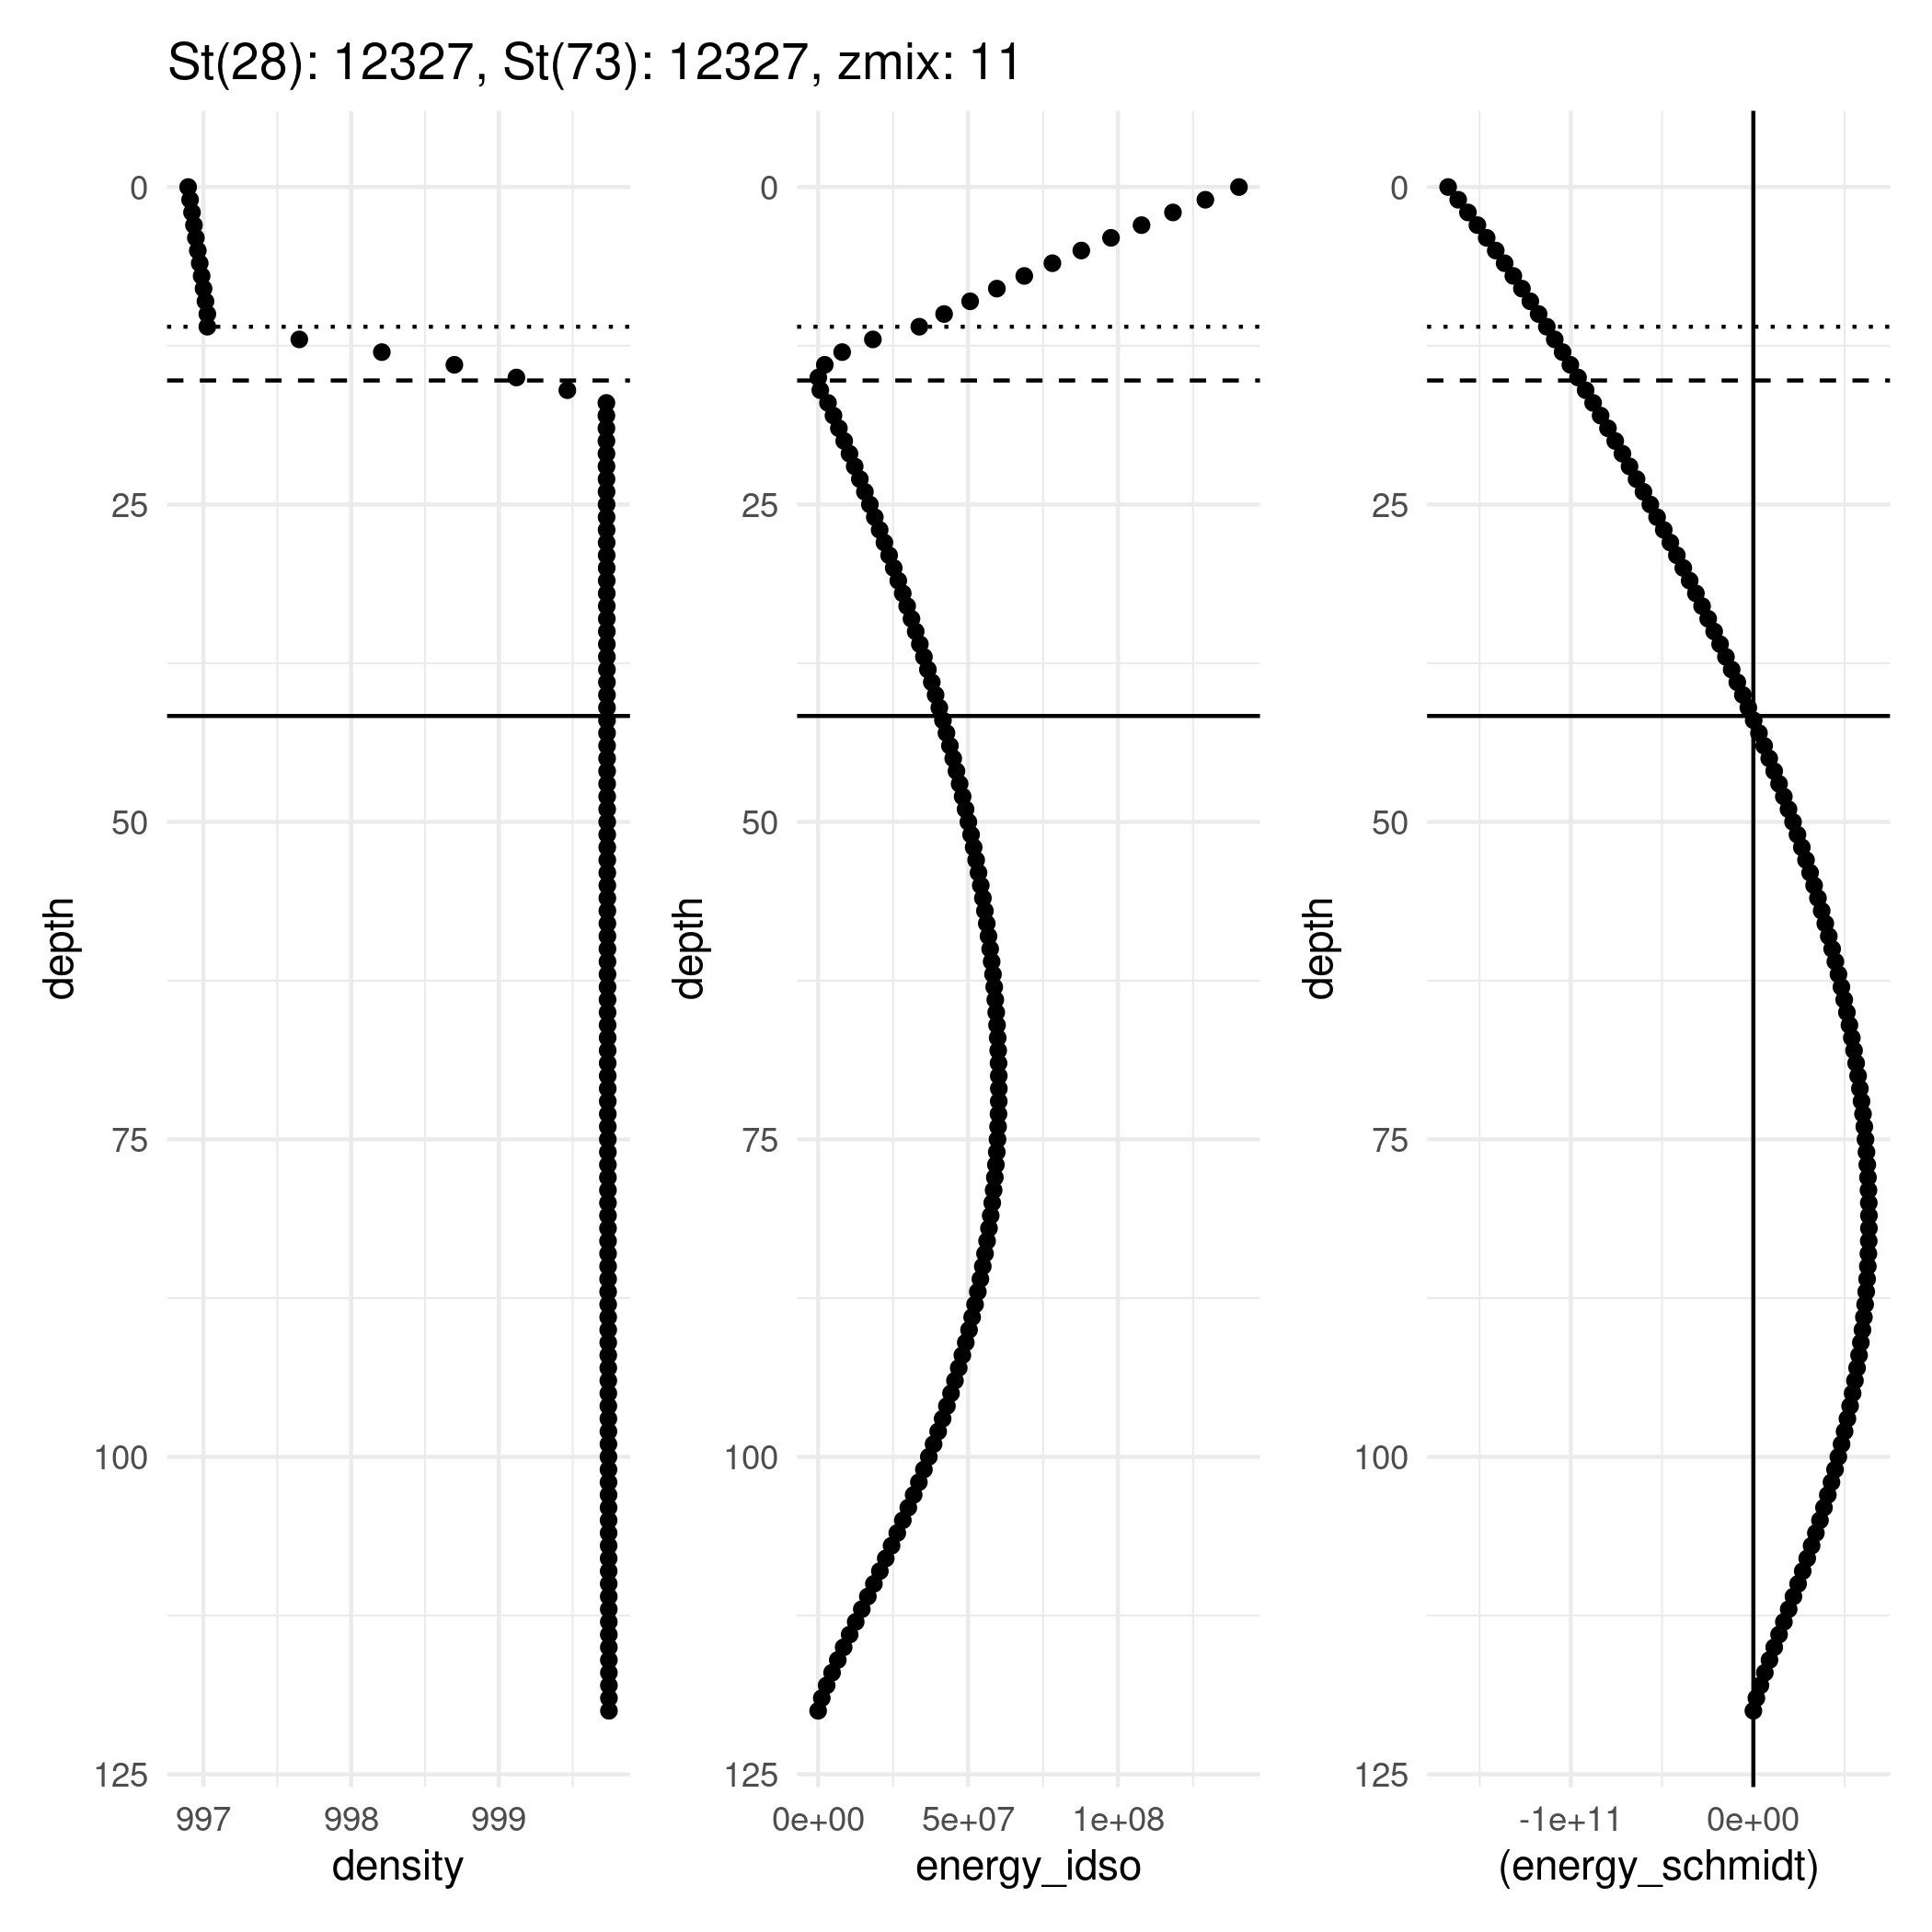 St(28): 12327, St(73): 12327, zmix: 11
0
25
50
75
100
125
depth
997 998 999
density
0
25
50
75
100
125
depth
0e+00 5e+07 1e+08
energy_idso
0
25
50
75
100
125
depth
-1e+11 0e+00
(energy_schmidt)